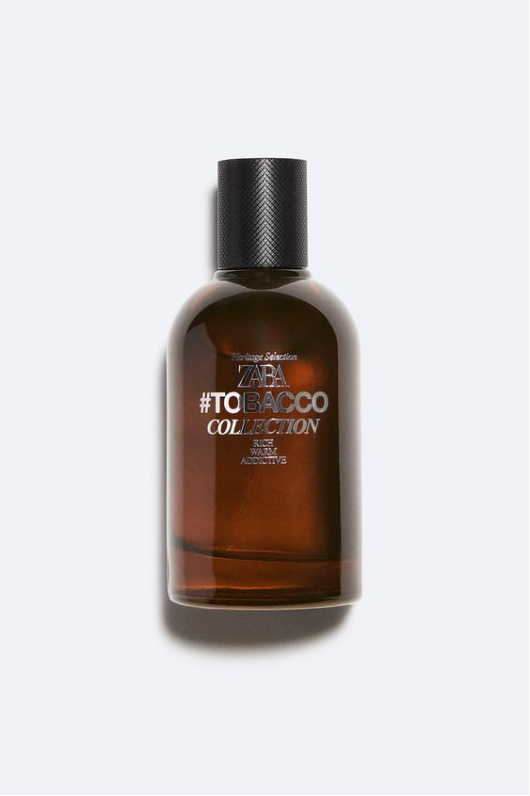 Heritage Selection
ZARA
#TOBACCO
COLLECTION
RICH
WARM
ADDICTIVE